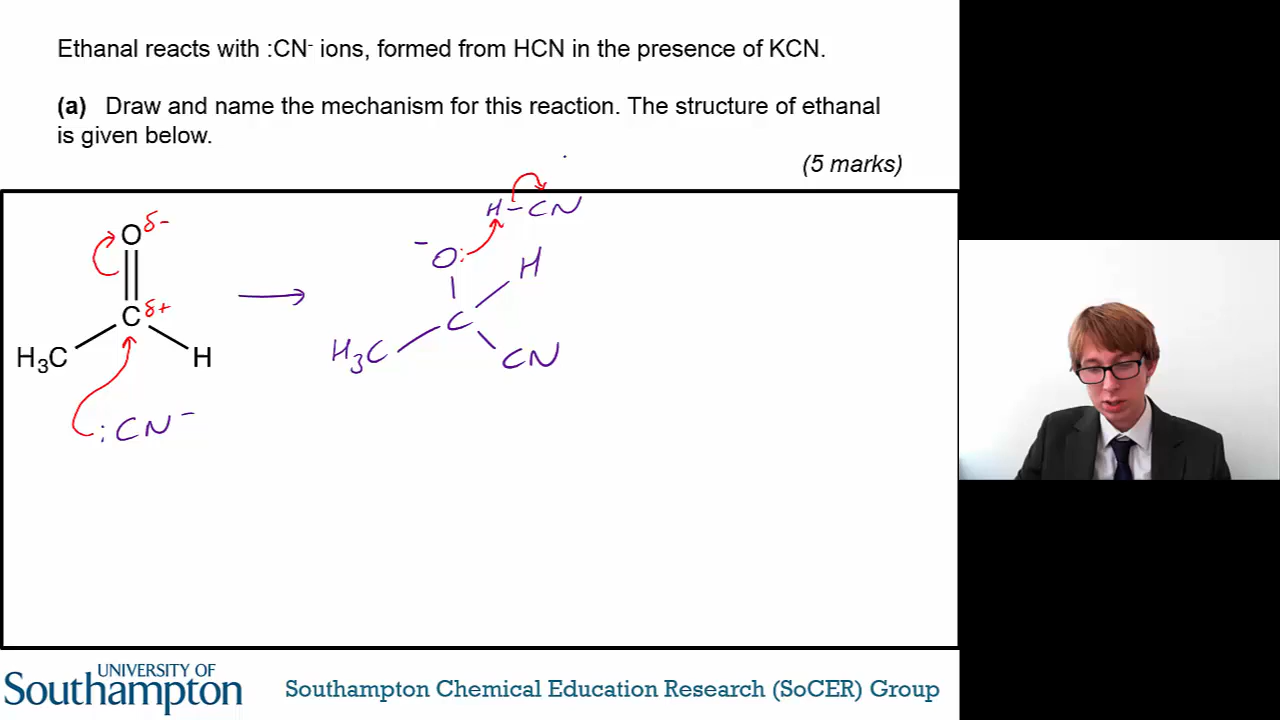 Ethanal reacts with :CN⁻ ions, formed from HCN in the presence of KCN.
(a) Draw and name the mechanism for this reaction. The structure of ethanal
is given below.
(5 marks)
O δ-
C δ+
H₃C
H
:CN⁻
H-CN
⁻O:
H
C
H₃C
CN
UNIVERSITY OF
Southampton
Southampton Chemical Education Research (SoCER) Group